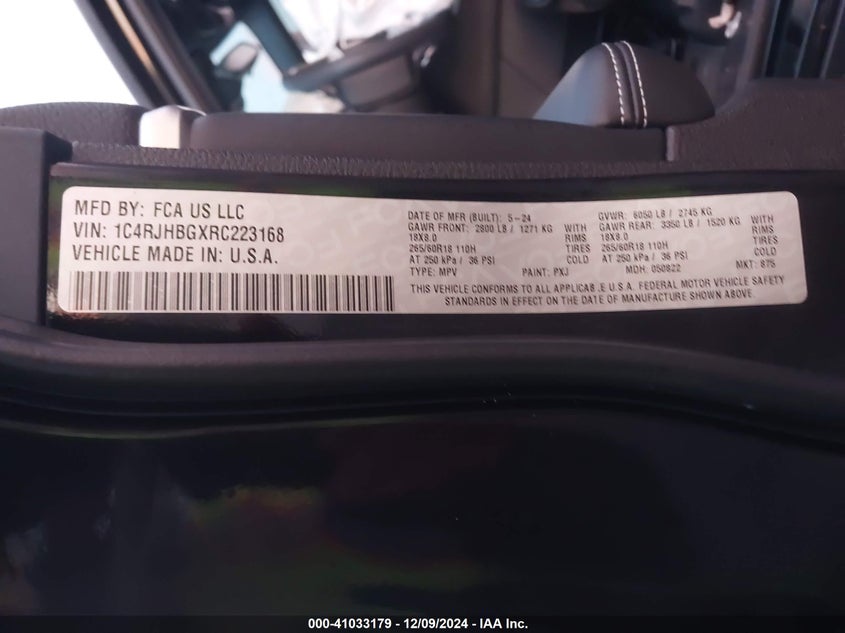 MFD BY: FCA US LLC
VIN: 1C4RJHBGXRC223168
VEHICLE MADE IN: U.S.A.
DATE OF MFR (BUILT): 5-24 GVWR: 6050 LB / 2745 KG
GAWR FRONT: 2800 LB / 1271 KG WITH GAWR REAR: 3350 LB / 1520 KG WITH
18X8.0 RIMS 18X8.0 RIMS
265/60R18 110H TIRES 265/60R18 110H TIRES
AT 250 kPa / 36 PSI COLD AT 250 kPa / 36 PSI COLD
TYPE: MPV PAINT: PXJ MDH: 050822 MKT: 875
THIS VEHICLE CONFORMS TO ALL APPLICAB.E U.S.A. FEDERAL MOTOR VEHICLE SAFETY
STANDARDS IN EFFECT ON THE DATE OF MANUFACTURE SHOWN ABOVE.
000-41033179 - 12/09/2024 - IAA Inc.